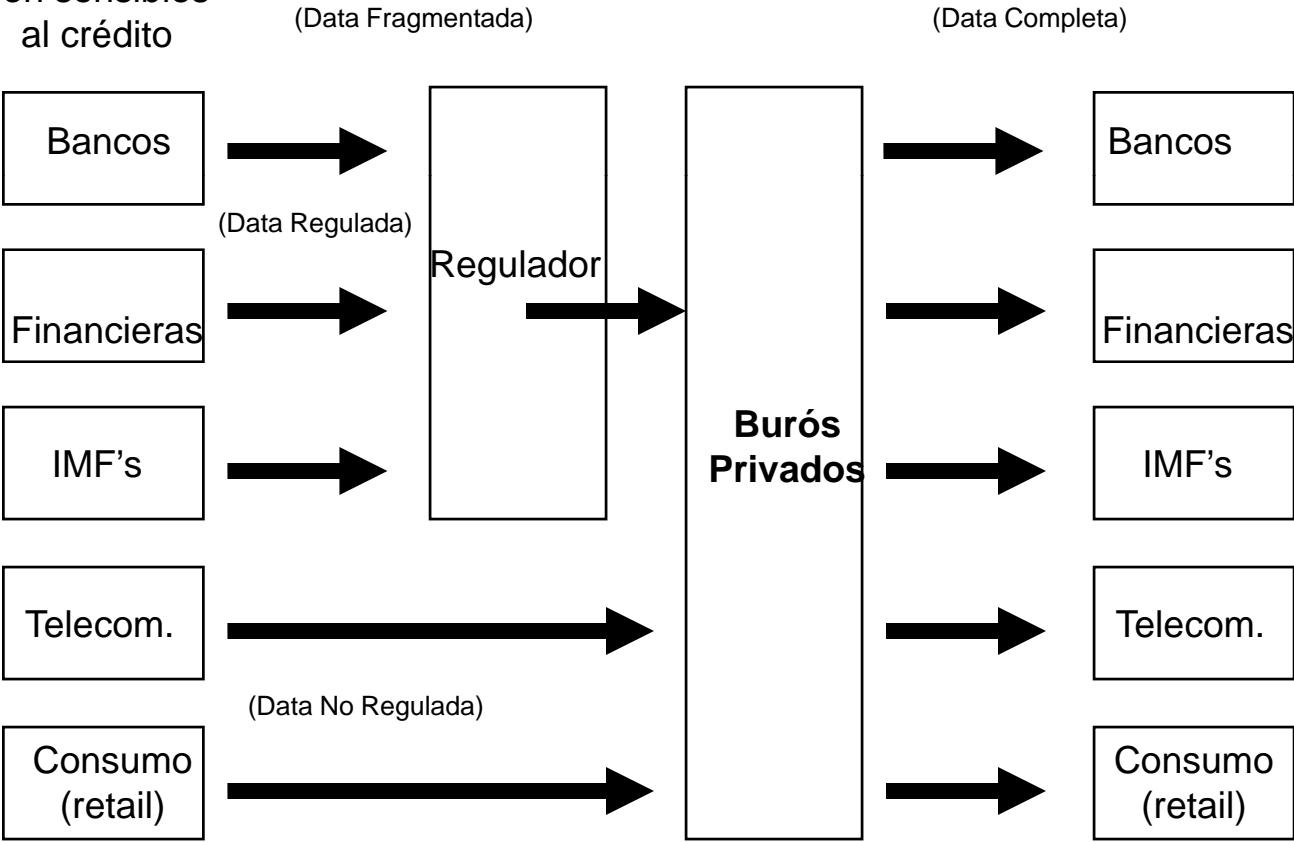 sensibles
al crédito
(Data Fragmentada)
(Data Completa)
Bancos
Bancos
(Data Regulada)
Regulador
Financieras
Financieras
Burós
Privados
IMF's
IMF's
Telecom.
Telecom.
(Data No Regulada)
Consumo
(retail)
Consumo
(retail)